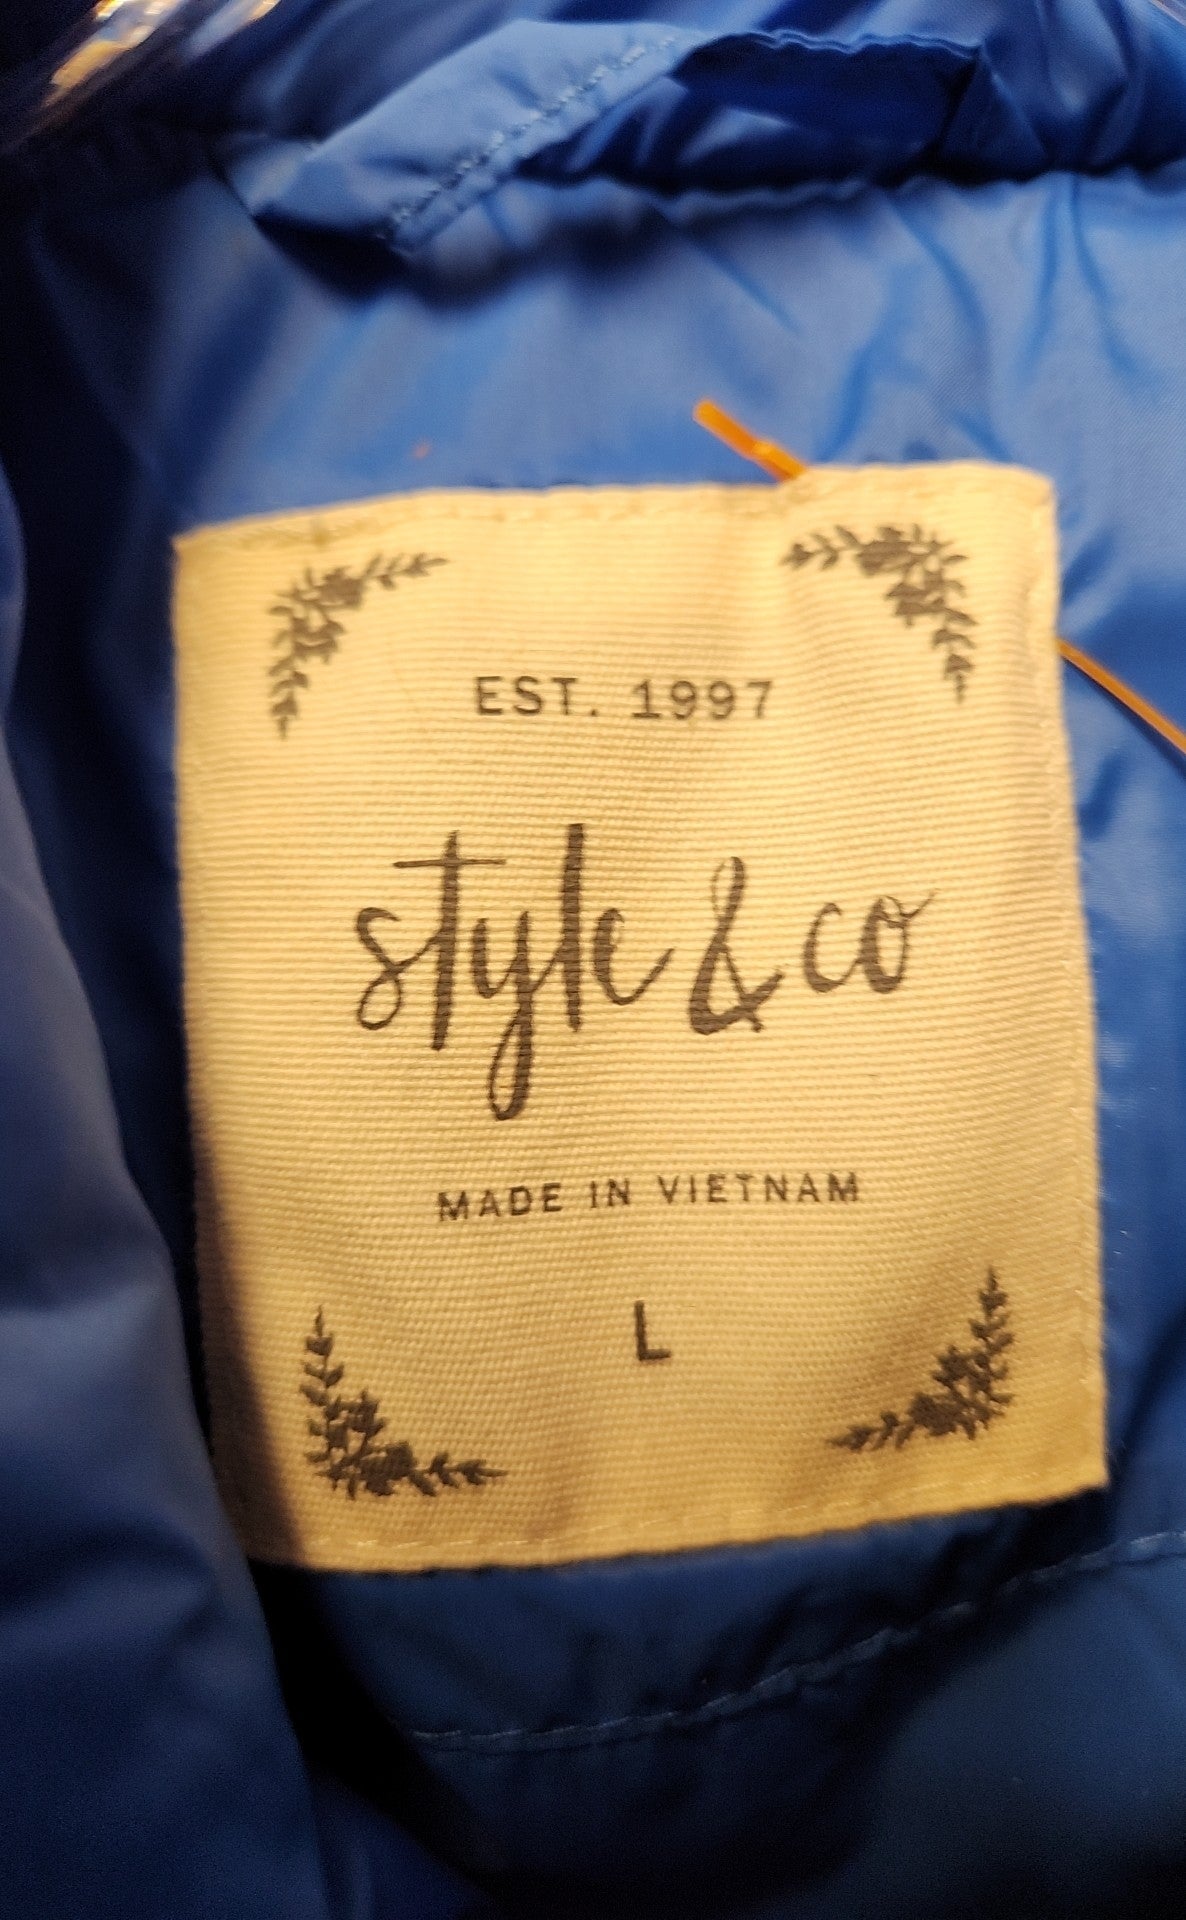 EST. 1997
style & co
MADE IN VIETNAM
L